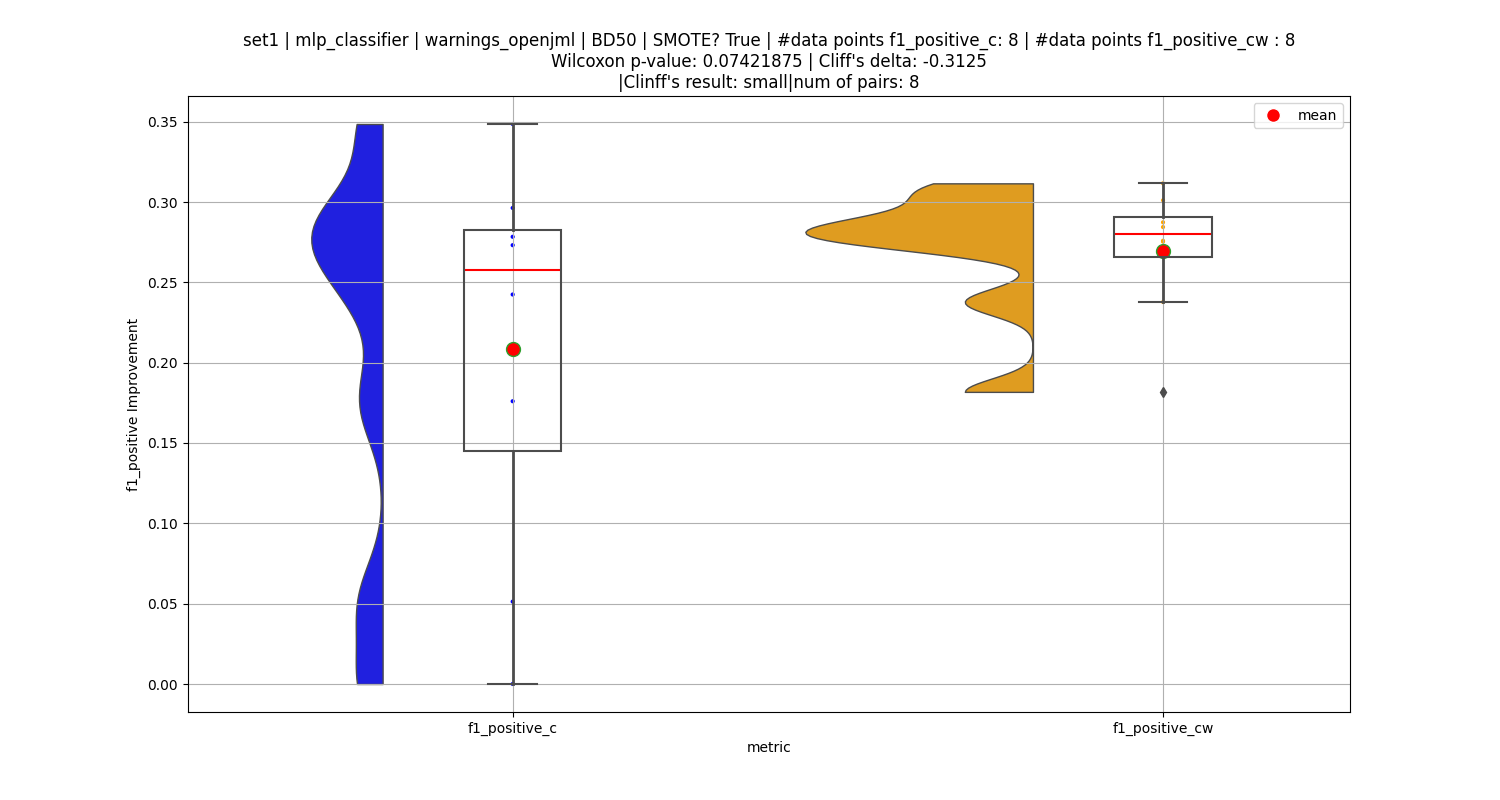 set1 | mlp_classifier | warnings_openjml | BD50 | SMOTE? True | #data points f1_positive_c: 8 | #data points f1_positive_cw : 8
Wilcoxon p-value: 0.07421875 | Cliff's delta: -0.3125
|Clinff's result: small|num of pairs: 8
mean
0.35
0.30
0.25
0.20
0.15
0.10
0.05
0.00
f1_positive Improvement
f1_positive_c
f1_positive_cw
metric